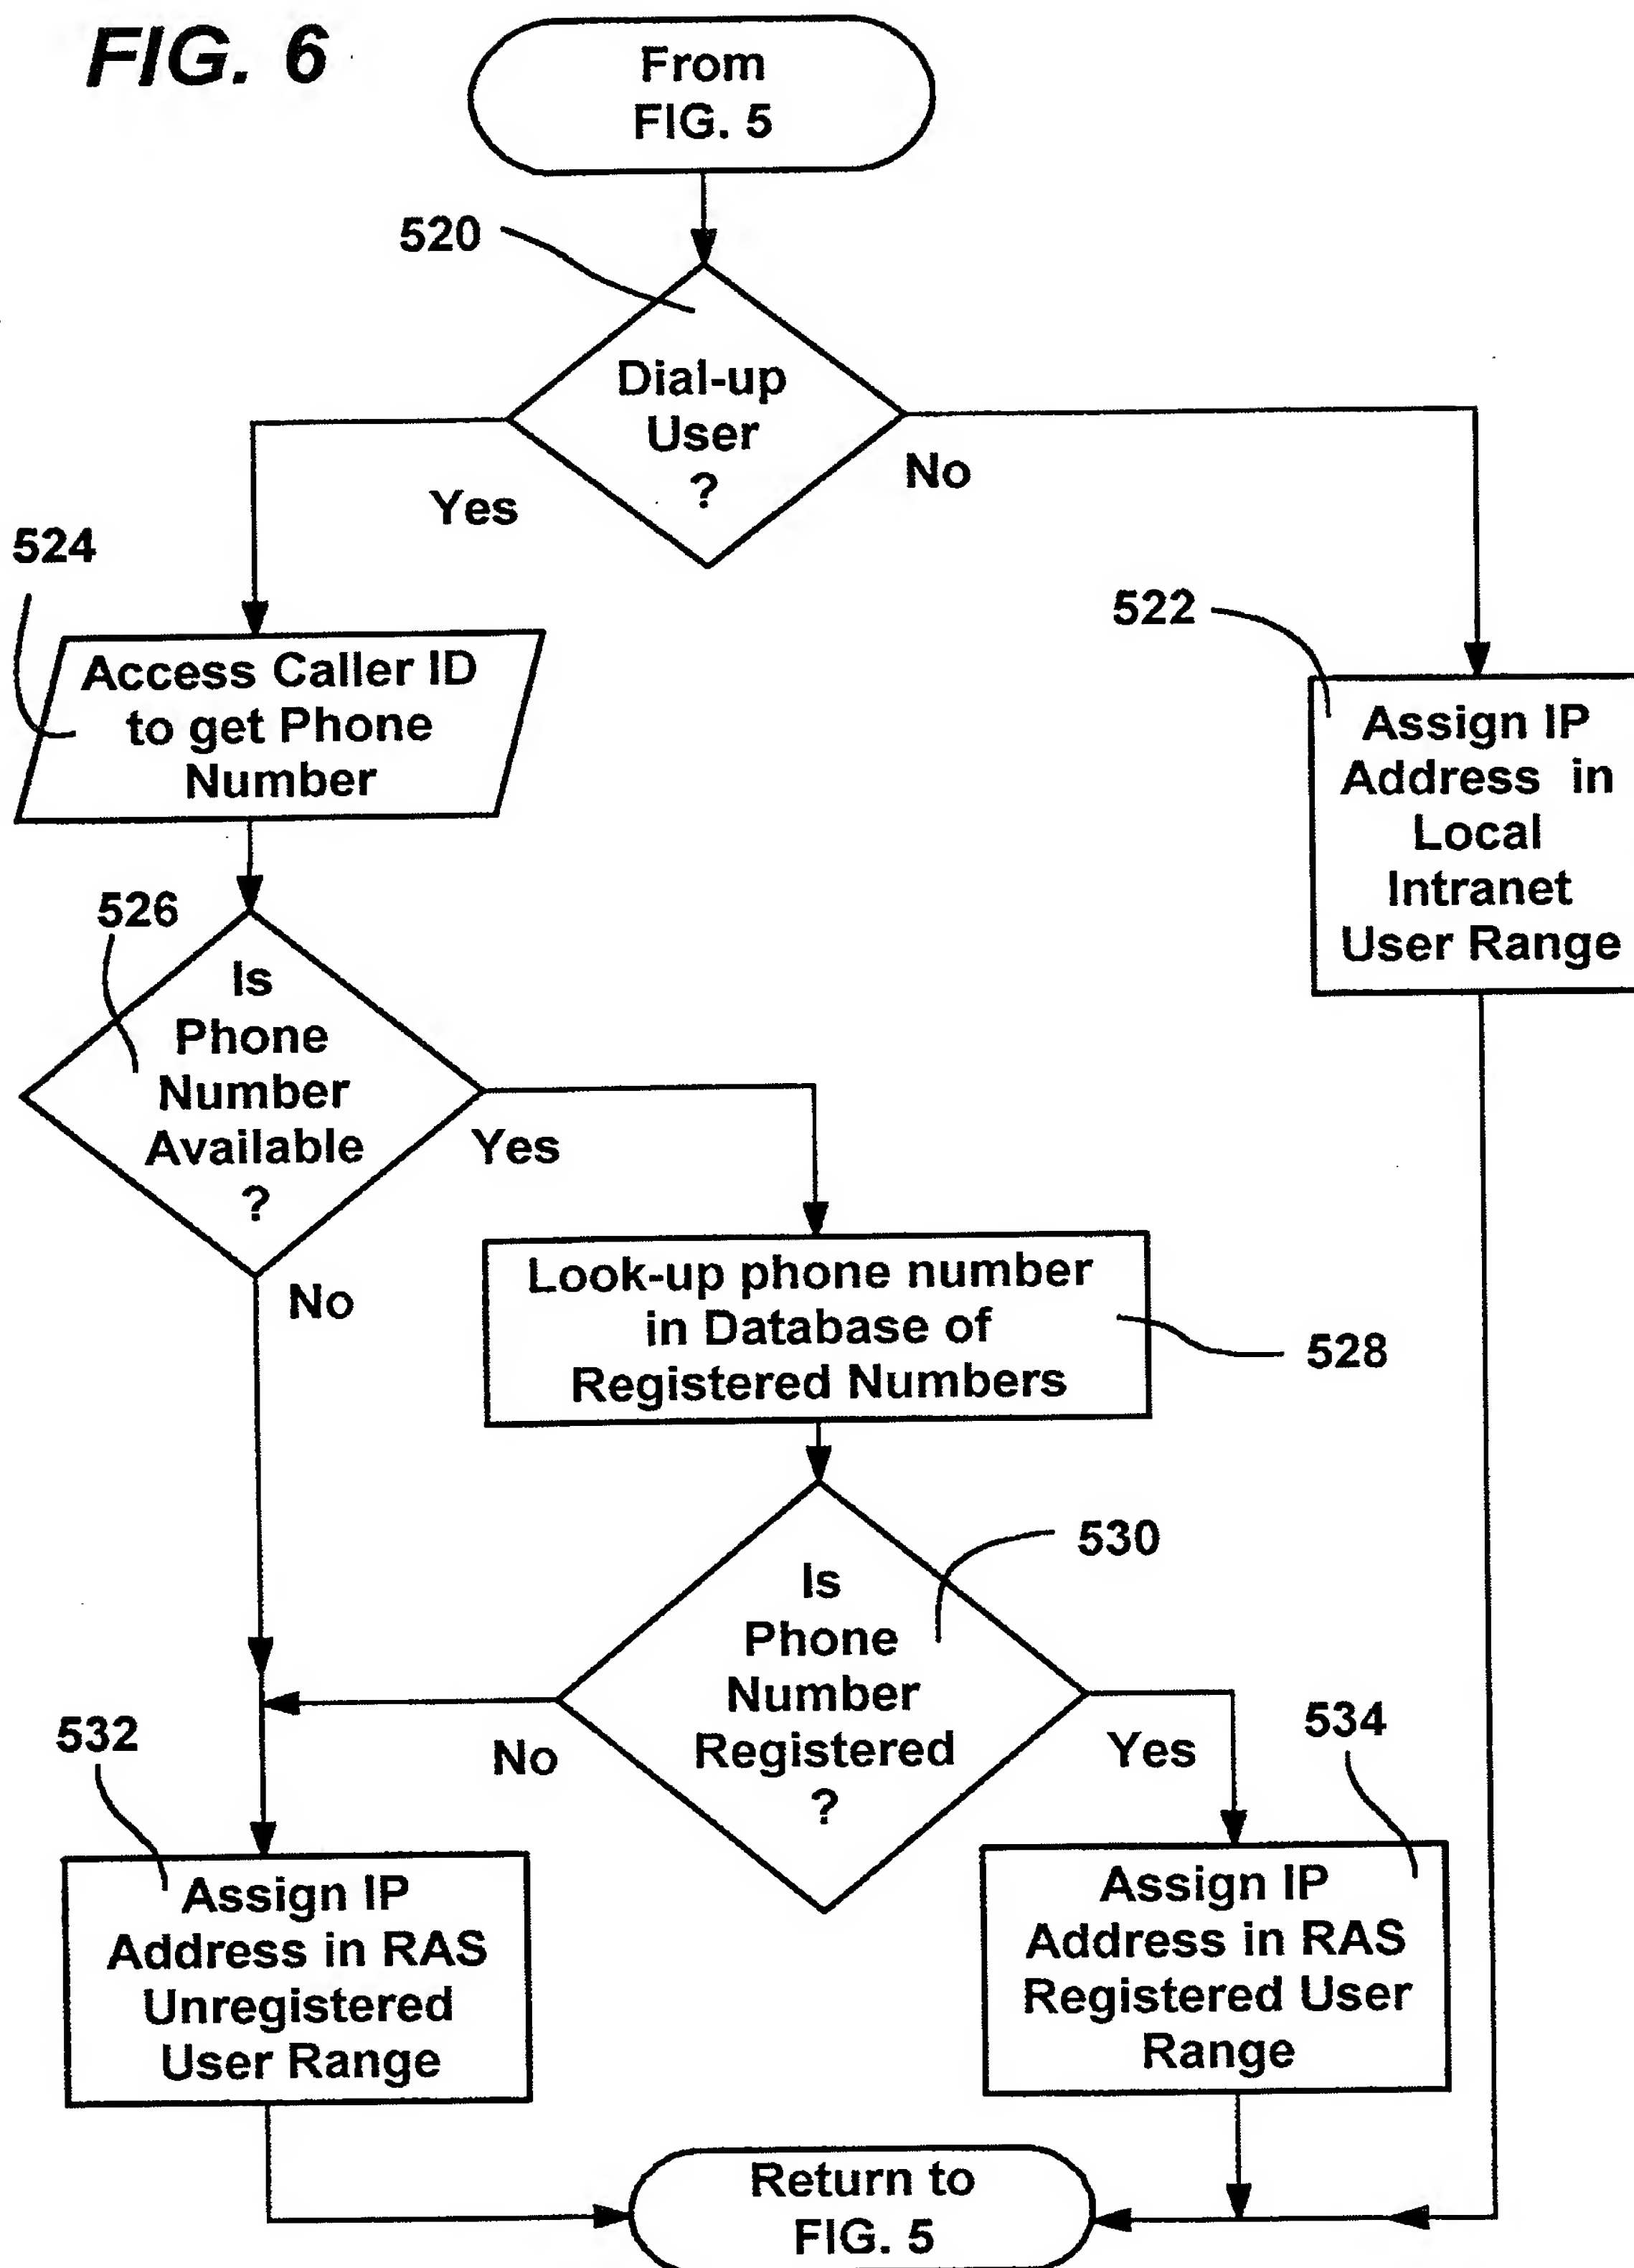 FIG. 6
From
FIG. 5
520
Dial-up
User
?
Yes
No
524
Access Caller ID
to get Phone
Number
522
Assign IP
Address in
Local
Intranet
User Range
526
Is
Phone
Number
Available
?
Yes
No
Look-up phone number
in Database of
Registered Numbers
528
530
Is
Phone
Number
Registered
?
No
Yes
532
Assign IP
Address in RAS
Unregistered
User Range
534
Assign IP
Address in RAS
Registered User
Range
Return to
FIG. 5